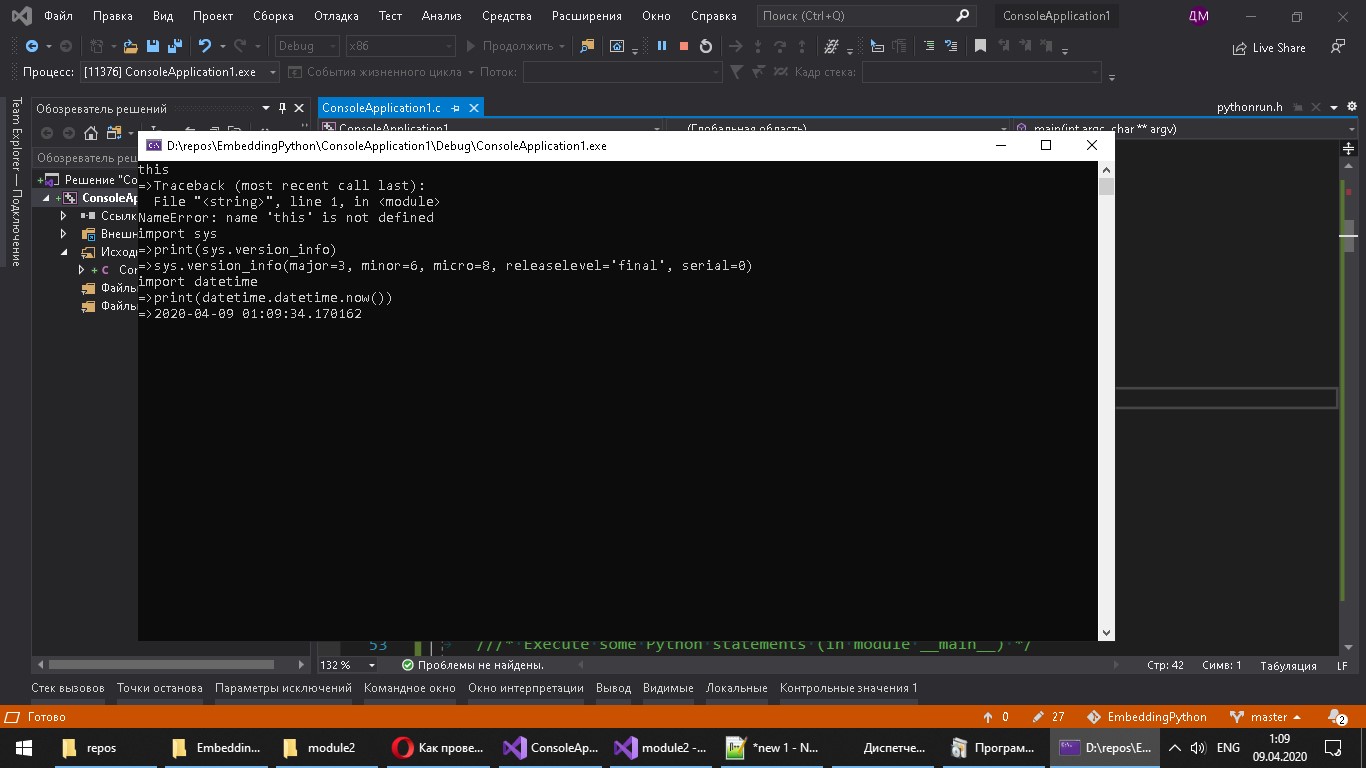 Файл Правка Вид Проект Сборка Отладка Тест Анализ Средства Расширения Окно Справка Поиск (Ctrl+Q) ConsoleApplication1 ДМ
Debug x86 Продолжить Live Share
Процесс: [11376] ConsoleApplication1.exe События жизненного цикла Поток: Кадр стека:
Team Explorer — Подключение
Обозреватель решений
ConsoleApplication1.c pythonrun.h
ConsoleApplication1 (Глобальная область) main(int argc, char ** argv)
Обозреватель реш
Решение "Co
ConsoleAp
Ссылк
Внешн
Исход
Cor
Файлы
Файлы
D:\repos\EmbeddingPython\ConsoleApplication1\Debug\ConsoleApplication1.exe
this
=>Traceback (most recent call last):
  File "<string>", line 1, in <module>
NameError: name 'this' is not defined
import sys
=>print(sys.version_info)
=>sys.version_info(major=3, minor=6, micro=8, releaselevel='final', serial=0)
import datetime
=>print(datetime.datetime.now())
=>2020-04-09 01:09:34.170162
53 ///* Execute some Python statements (in module __main__) */
132 % Проблемы не найдены. Стр: 42 Симв: 1 Табуляция LF
Стек вызовов Точки останова Параметры исключений Командное окно Окно интерпретации Вывод Видимые Локальные Контрольные значения 1
Готово 0 27 EmbeddingPython master 2
repos Embeddin... module2 Как прове... ConsoleAp... module2 -... *new 1 - N... Диспетче... Програм... D:\repos\E... ENG 1:09
09.04.2020